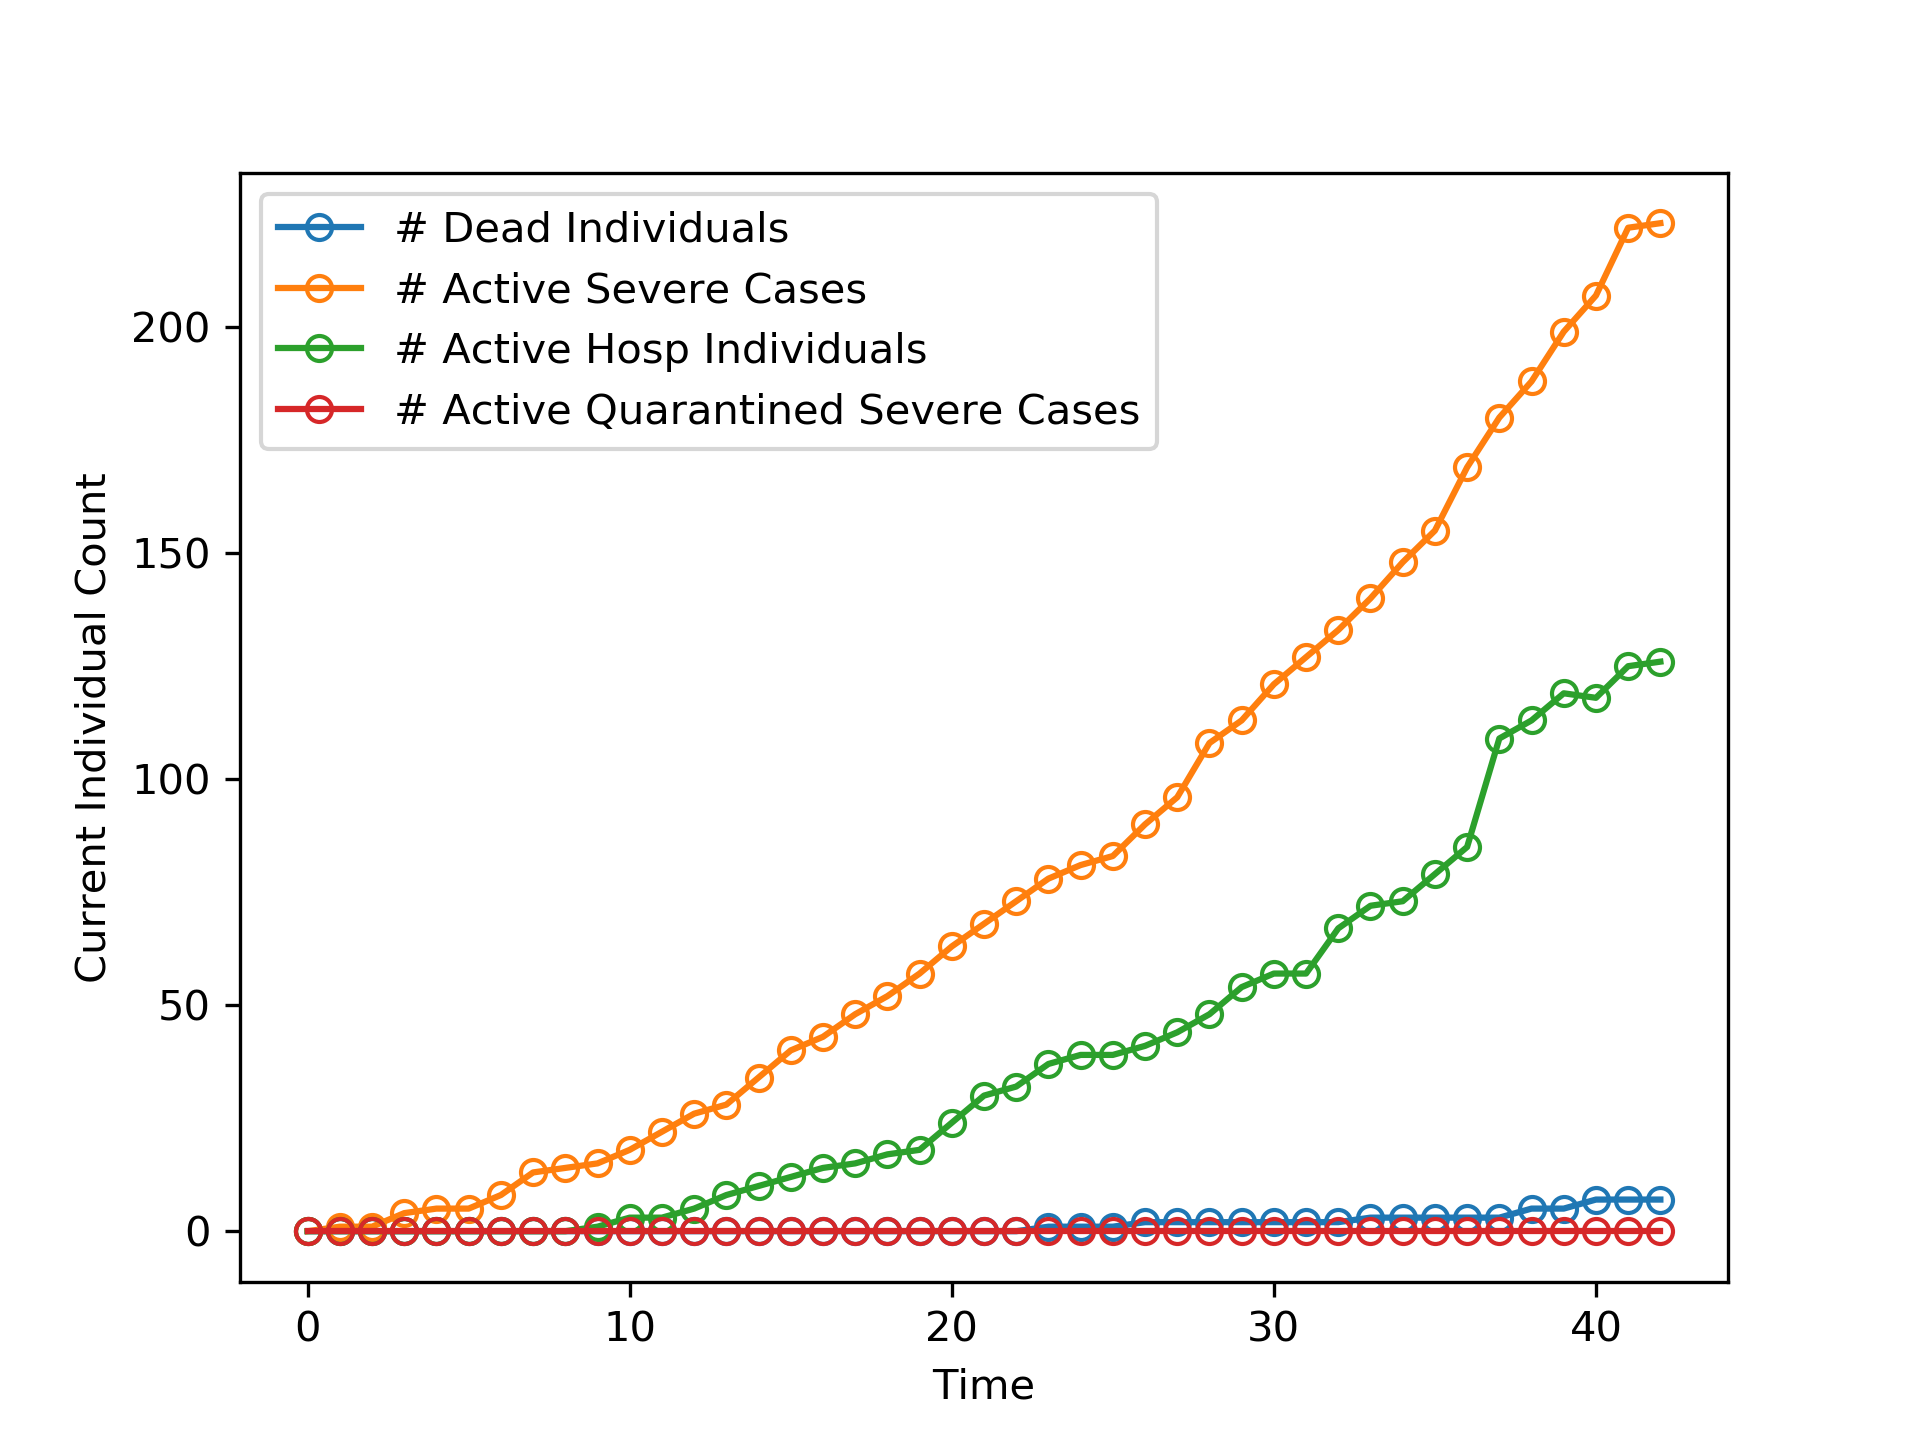 # Dead Individuals
# Active Severe Cases
# Active Hosp Individuals
# Active Quarantined Severe Cases
Current Individual Count
200
150
100
50
0
0 10 20 30 40
Time